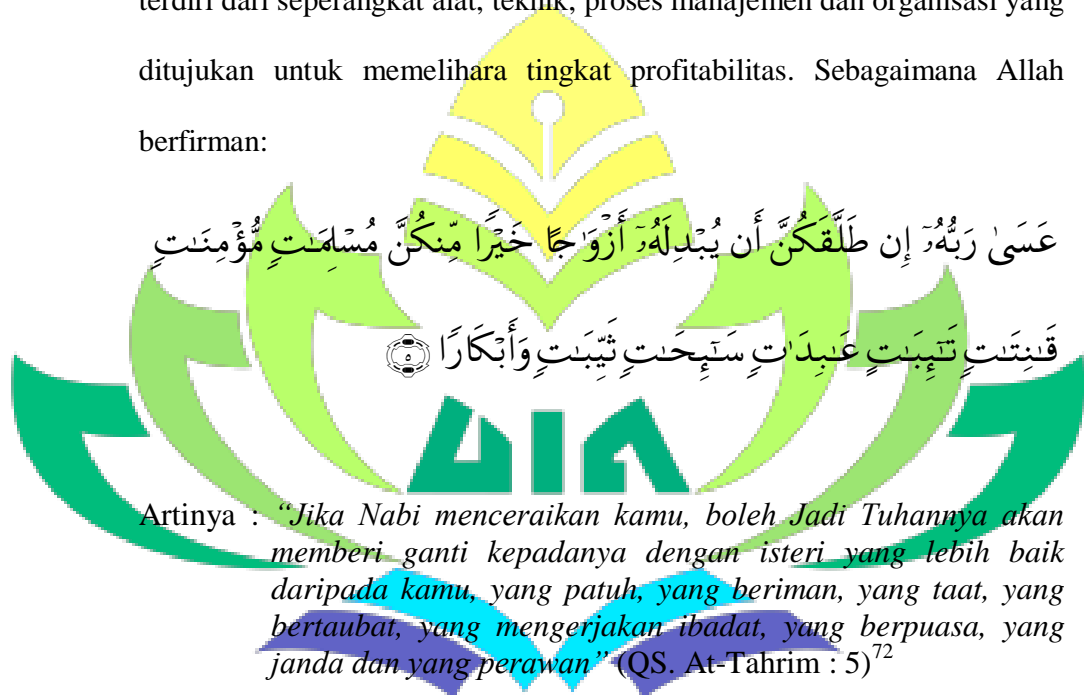 terdiri dari seperangkat alat, teknik, proses manajemen dan organisasi yang
ditujukan untuk memelihara tingkat profitabilitas. Sebagaimana Allah
berfirman:
عَسَىٰ رَبُّهُۥٓ إِن طَلَّقَكُنَّ أَن يُبۡدِلَهُۥٓ أَزۡوَٰجًا خَيۡرٗا مِّنكُنَّ مُسۡلِمَٰتٖ مُّؤۡمِنَٰتٖ
قَٰنِتَٰتٖ تَٰٓئِبَٰتٍ عَٰبِدَٰتٖ سَٰٓئِحَٰتٖ ثَيِّبَٰتٖ وَأَبۡكَارٗا ٥
UIN
Artinya : “Jika Nabi menceraikan kamu, boleh Jadi Tuhannya akan
memberi ganti kepadanya dengan isteri yang lebih baik
daripada kamu, yang patuh, yang beriman, yang taat, yang
bertaubat, yang mengerjakan ibadat, yang berpuasa, yang
janda dan yang perawan” (QS. At-Tahrim : 5)72